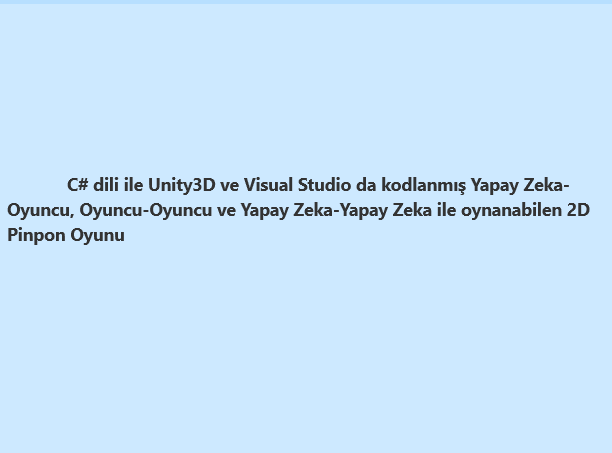 C# dili ile Unity3D ve Visual Studio da kodlanmış Yapay Zeka-
Oyuncu, Oyuncu-Oyuncu ve Yapay Zeka-Yapay Zeka ile oynanabilen 2D
Pinpon Oyunu